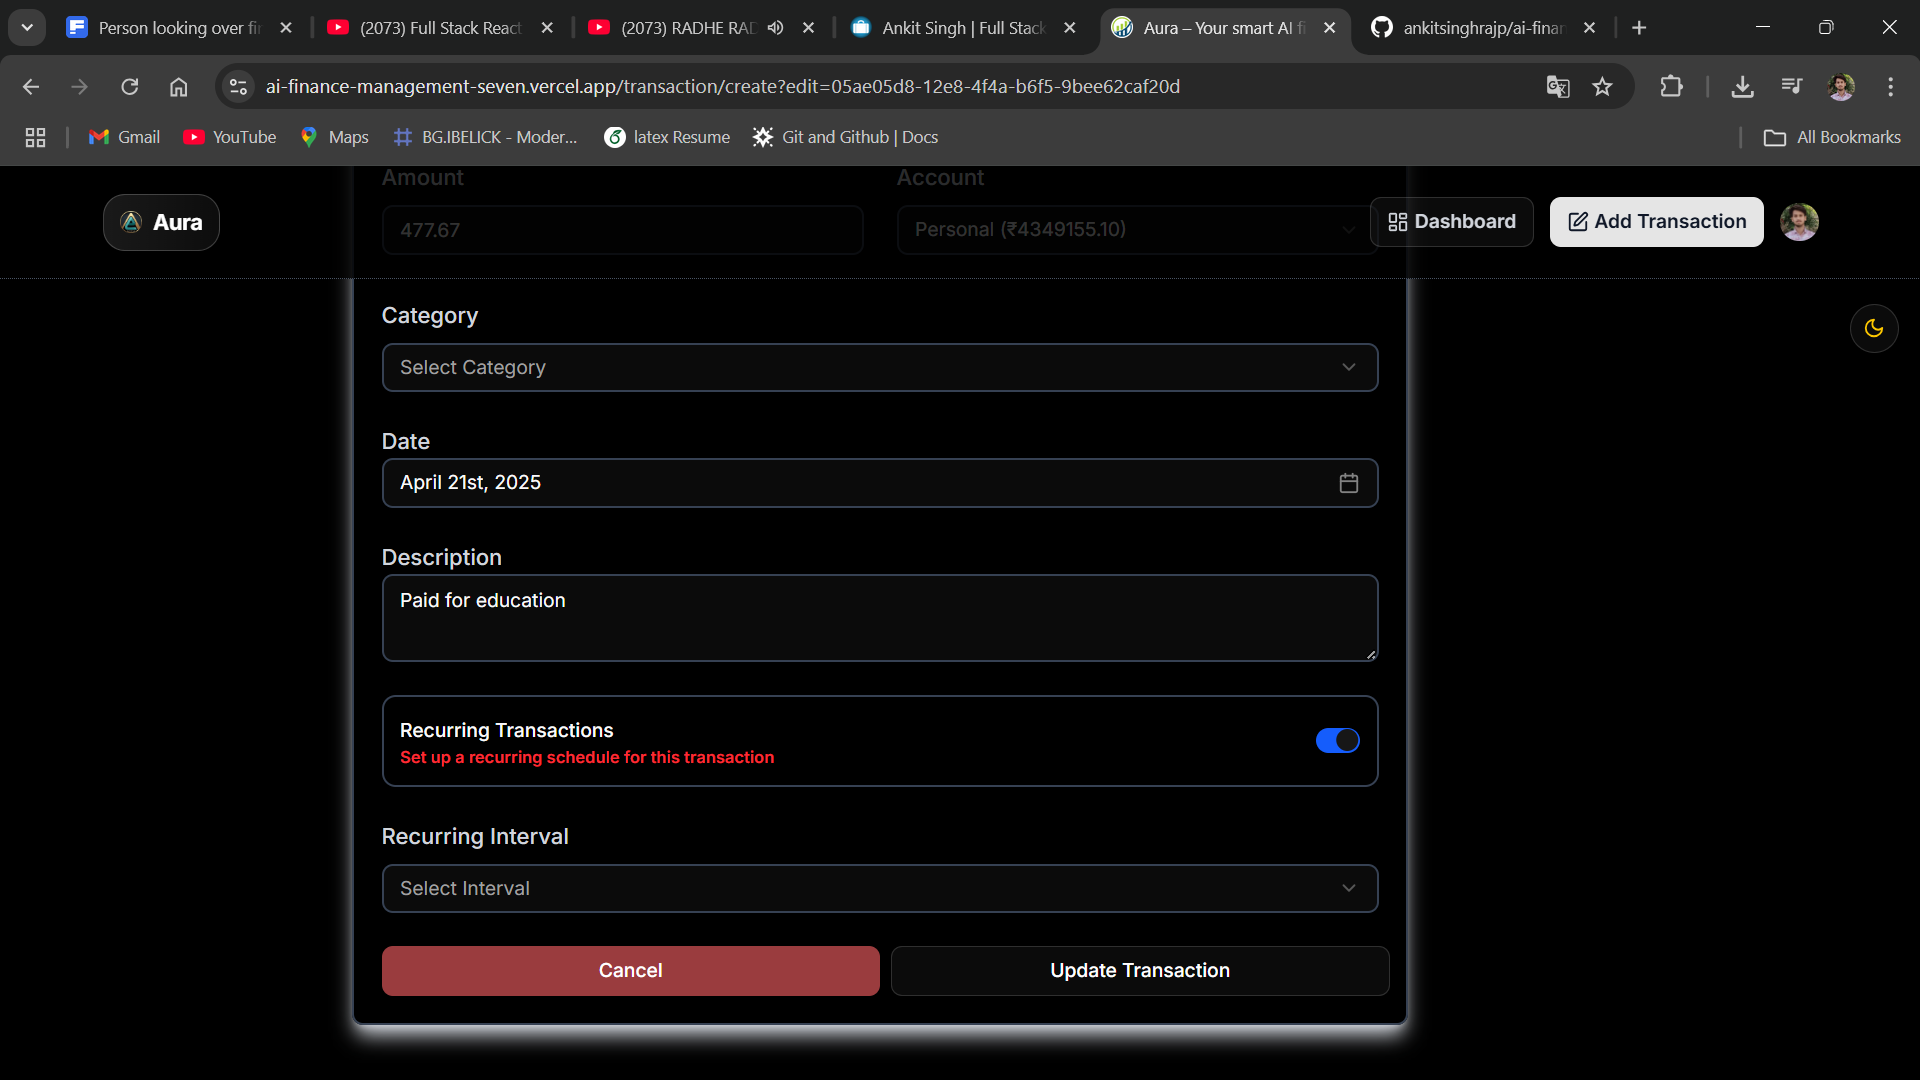 Person looking over fi
(2073) Full Stack React
(2073) RADHE RAD
Ankit Singh | Full Stack
Aura – Your smart AI fi
ankitsinghrajp/ai-finan
ai-finance-management-seven.vercel.app/transaction/create?edit=05ae05d8-12e8-4f4a-b6f5-9bee62caf20d
Gmail
YouTube
Maps
BG.IBELICK - Moder...
latex Resume
Git and Github | Docs
All Bookmarks
Amount
Account
Aura
477.67
Personal (₹4349155.10)
Dashboard
Add Transaction
Category
Select Category
Date
April 21st, 2025
Description
Paid for education
Recurring Transactions
Set up a recurring schedule for this transaction
Recurring Interval
Select Interval
Cancel
Update Transaction